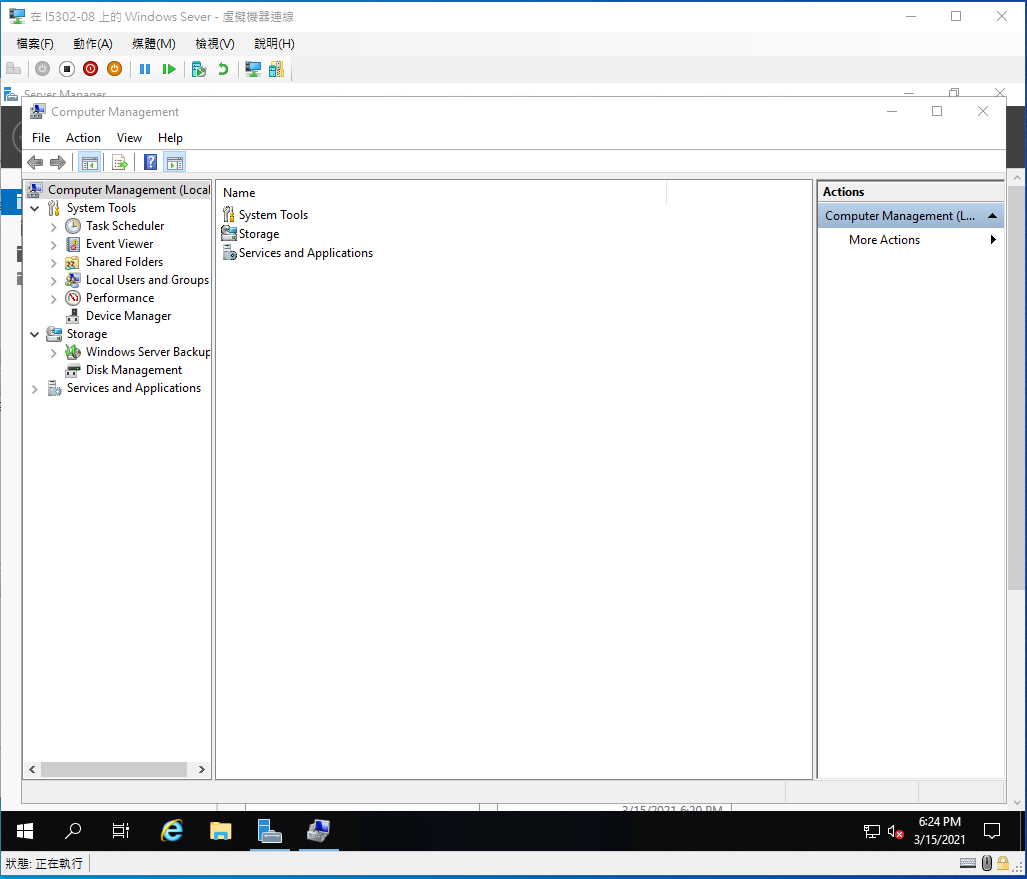 在 I5302-08 上的 Windows Sever - 虛擬機器連線
檔案(F) 動作(A) 媒體(M) 檢視(V) 說明(H)
Server Manager
Computer Management
File Action View Help
Computer Management (Local
System Tools
Task Scheduler
Event Viewer
Shared Folders
Local Users and Groups
Performance
Device Manager
Storage
Windows Server Backup
Disk Management
Services and Applications
Name
System Tools
Storage
Services and Applications
Actions
Computer Management (L...
More Actions
3/15/2021 6:20 PM
6:24 PM
3/15/2021
狀態: 正在執行